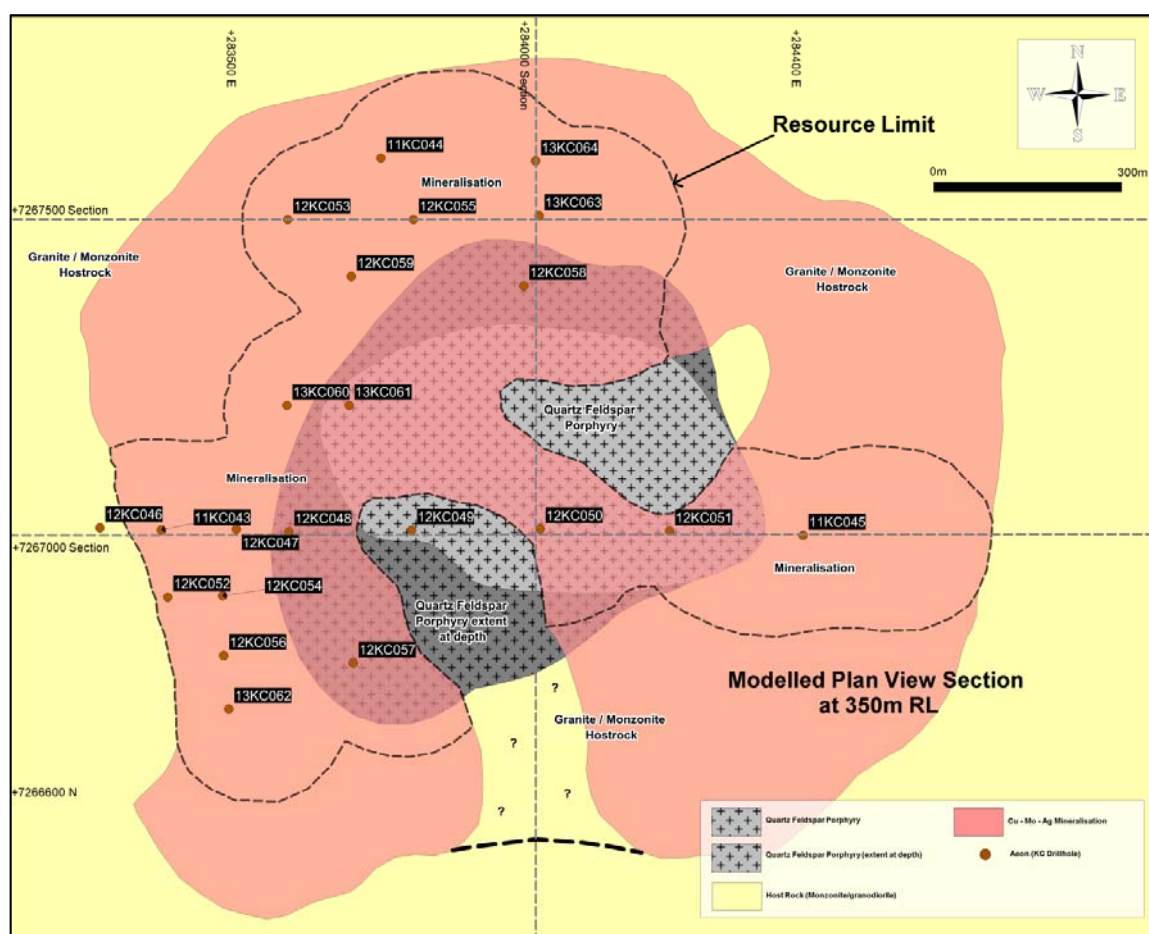 +283500 E
+284000 Section
+284400 E
N
W E
S
Resource Limit
0m 300m
11KC044
13KC064
Mineralisation
+7267500 Section
12KC053
12KC055
13KC063
Granite / Monzonite
Hostrock
12KC059
12KC058
Granite / Monzonite
Hostrock
13KC060
13KC061
Quartz Feldspar
Porphyry
Mineralisation
12KC046
11KC043
12KC047
12KC048
12KC049
12KC050
12KC051
11KC045
+7267000 Section
Mineralisation
12KC052
12KC054
Quartz Feldspar
Porphyry extent
at depth
12KC056
12KC057
13KC062
Modelled Plan View Section
at 350m RL
?
Granite / Monzonite
Hostrock
?
?
?
+7266600 N
Quartz Feldspar Porphyry
Cu - Mo - Ag Mineralisation
Quartz Feldspar Porphyry (extent at depth)
Aeon (KC Drillhole)
Host Rock (Monzonite/granodiorite)